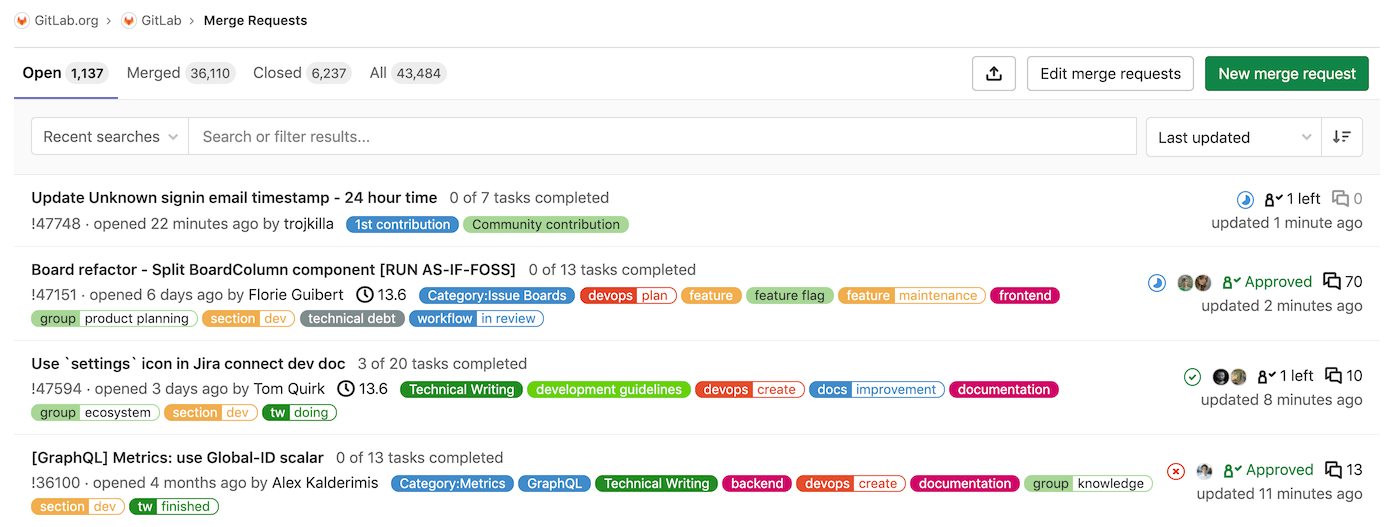 GitLab.org › GitLab › Merge Requests
Open 1,137 Merged 36,110 Closed 6,237 All 43,484 Edit merge requests New merge request
Recent searches Search or filter results... Last updated
Update Unknown signin email timestamp - 24 hour time 0 of 7 tasks completed 1 left 0
!47748 · opened 22 minutes ago by trojkilla 1st contribution Community contribution updated 1 minute ago
Board refactor - Split BoardColumn component [RUN AS-IF-FOSS] 0 of 13 tasks completed Approved 70
!47151 · opened 6 days ago by Florie Guibert 13.6 Category:Issue Boards devops plan feature feature flag feature maintenance frontend updated 2 minutes ago
group product planning section dev technical debt workflow in review
Use `settings` icon in Jira connect dev doc 3 of 20 tasks completed 1 left 10
!47594 · opened 3 days ago by Tom Quirk 13.6 Technical Writing development guidelines devops create docs improvement documentation updated 8 minutes ago
group ecosystem section dev tw doing
[GraphQL] Metrics: use Global-ID scalar 0 of 13 tasks completed Approved 13
!36100 · opened 4 months ago by Alex Kalderimis Category:Metrics GraphQL Technical Writing backend devops create documentation group knowledge updated 11 minutes ago
section dev tw finished